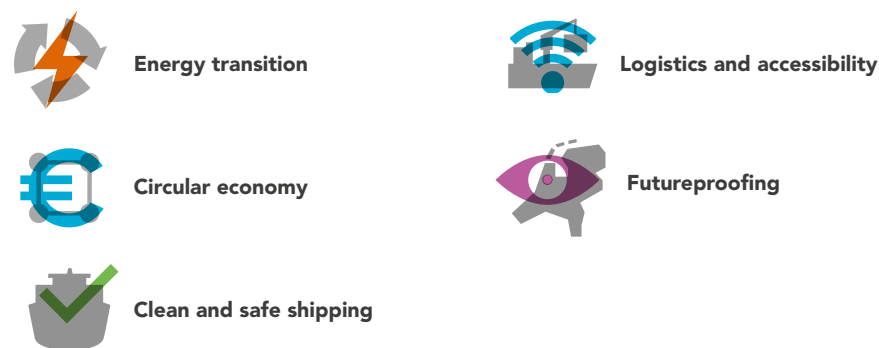 Energy transition
Circular economy
Clean and safe shipping
Logistics and accessibility
Futureproofing